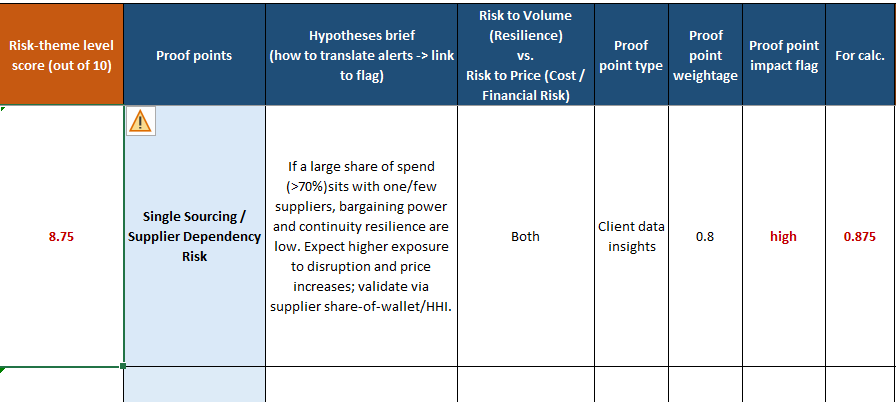 Risk-theme level
score (out of 10)
Proof points
Hypotheses brief
(how to translate alerts -> link
to flag)
Risk to Volume
(Resilience)
vs.
Risk to Price (Cost /
Financial Risk)
Proof
point type
Proof
point
weightage
Proof point
impact flag
For calc.
8.75
Single Sourcing /
Supplier Dependency
Risk
If a large share of spend
(>70%)sits with one/few
suppliers, bargaining power
and continuity resilience are
low. Expect higher exposure
to disruption and price
increases; validate via
supplier share-of-wallet/HHI.
Both
Client data
insights
0.8
high
0.875